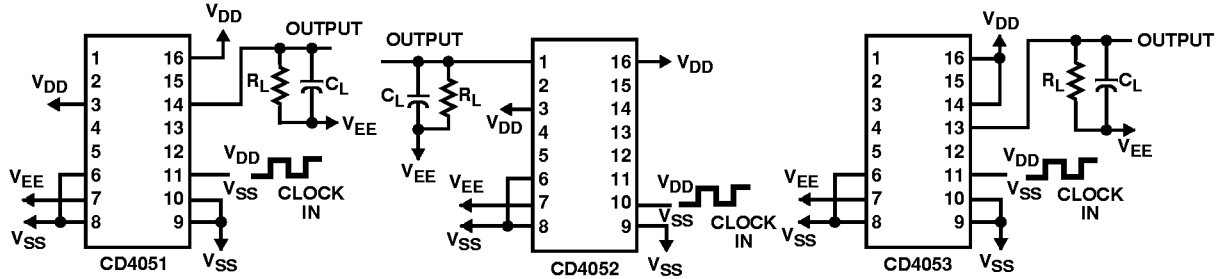 VDD
OUTPUT
1 16
2 15
VDD
3 14
4 13
5 12
6 11
7 10
8 9
RL CL
VEE
VDD
VSS
CLOCK
IN
VEE
VSS
VSS
CD4051
OUTPUT
CL RL
VEE
1 16
VDD
2 15
3 14
VDD
4 13
5 12
6 11
7 10
8 9
VEE
VSS
VDD
VSS
CLOCK
IN
VSS
CD4052
VDD
OUTPUT
1 16
2 15
3 14
4 13
5 12
6 11
7 10
8 9
RL CL
VEE
VDD
VSS
CLOCK
IN
VEE
VSS
VSS
CD4053